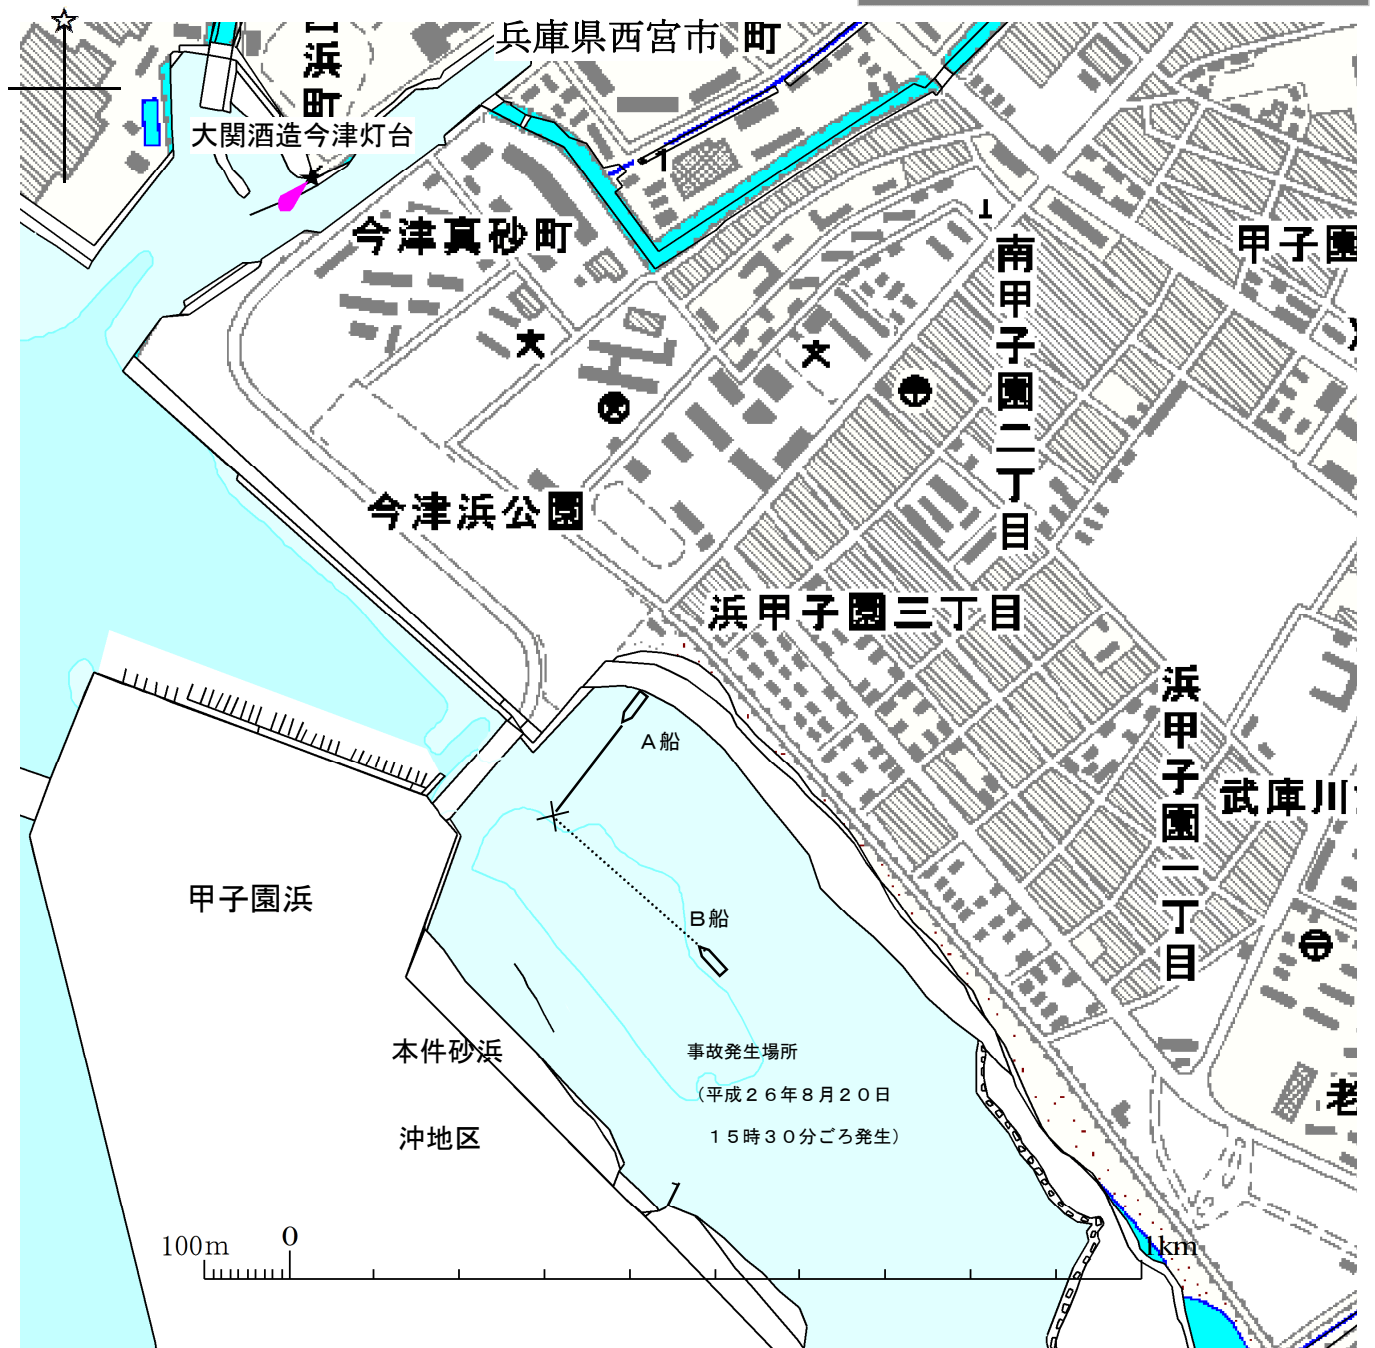 兵庫県西宮市
町
浜町
大関酒造今津灯台
今津真砂町
南甲子園二丁目
甲子園
今津浜公園
浜甲子園三丁目
浜甲子園一丁目
武庫川
A船
B船
甲子園浜
本件砂浜
沖地区
事故発生場所
（平成２６年８月２０日
１５時３０分ごろ発生）
老
100m
0
1km